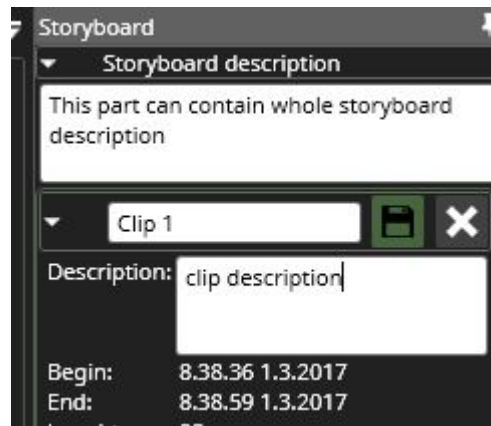 Storyboard
Storyboard description
This part can contain whole storyboard
description
Clip 1
Description: clip description
Begin: 8.38.36 1.3.2017
End: 8.38.59 1.3.2017